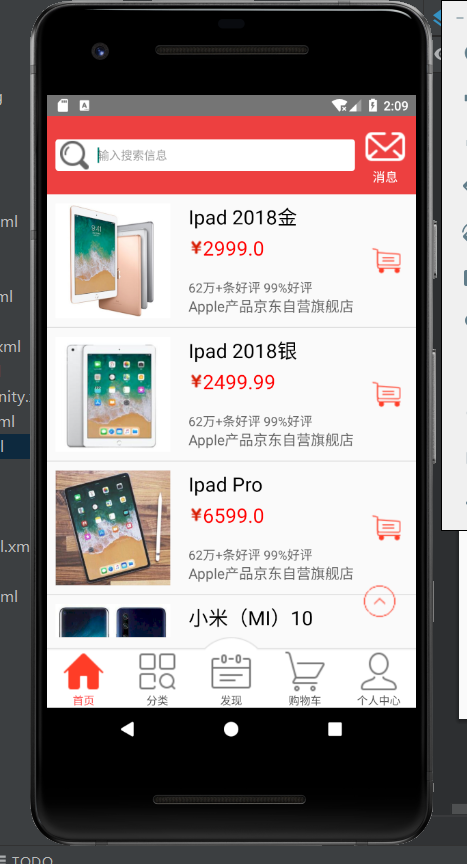 2:09
输入搜索信息
消息
Ipad 2018金
¥2999.0
62万+条好评 99%好评
Apple产品京东自营旗舰店
Ipad 2018银
¥2499.99
62万+条好评 99%好评
Apple产品京东自营旗舰店
Ipad Pro
¥6599.0
62万+条好评 99%好评
Apple产品京东自营旗舰店
小米（MI）10
首页
分类
发现
购物车
个人中心
ml
ml
xml
nity.
ml
l
l.xm
ml
TODO